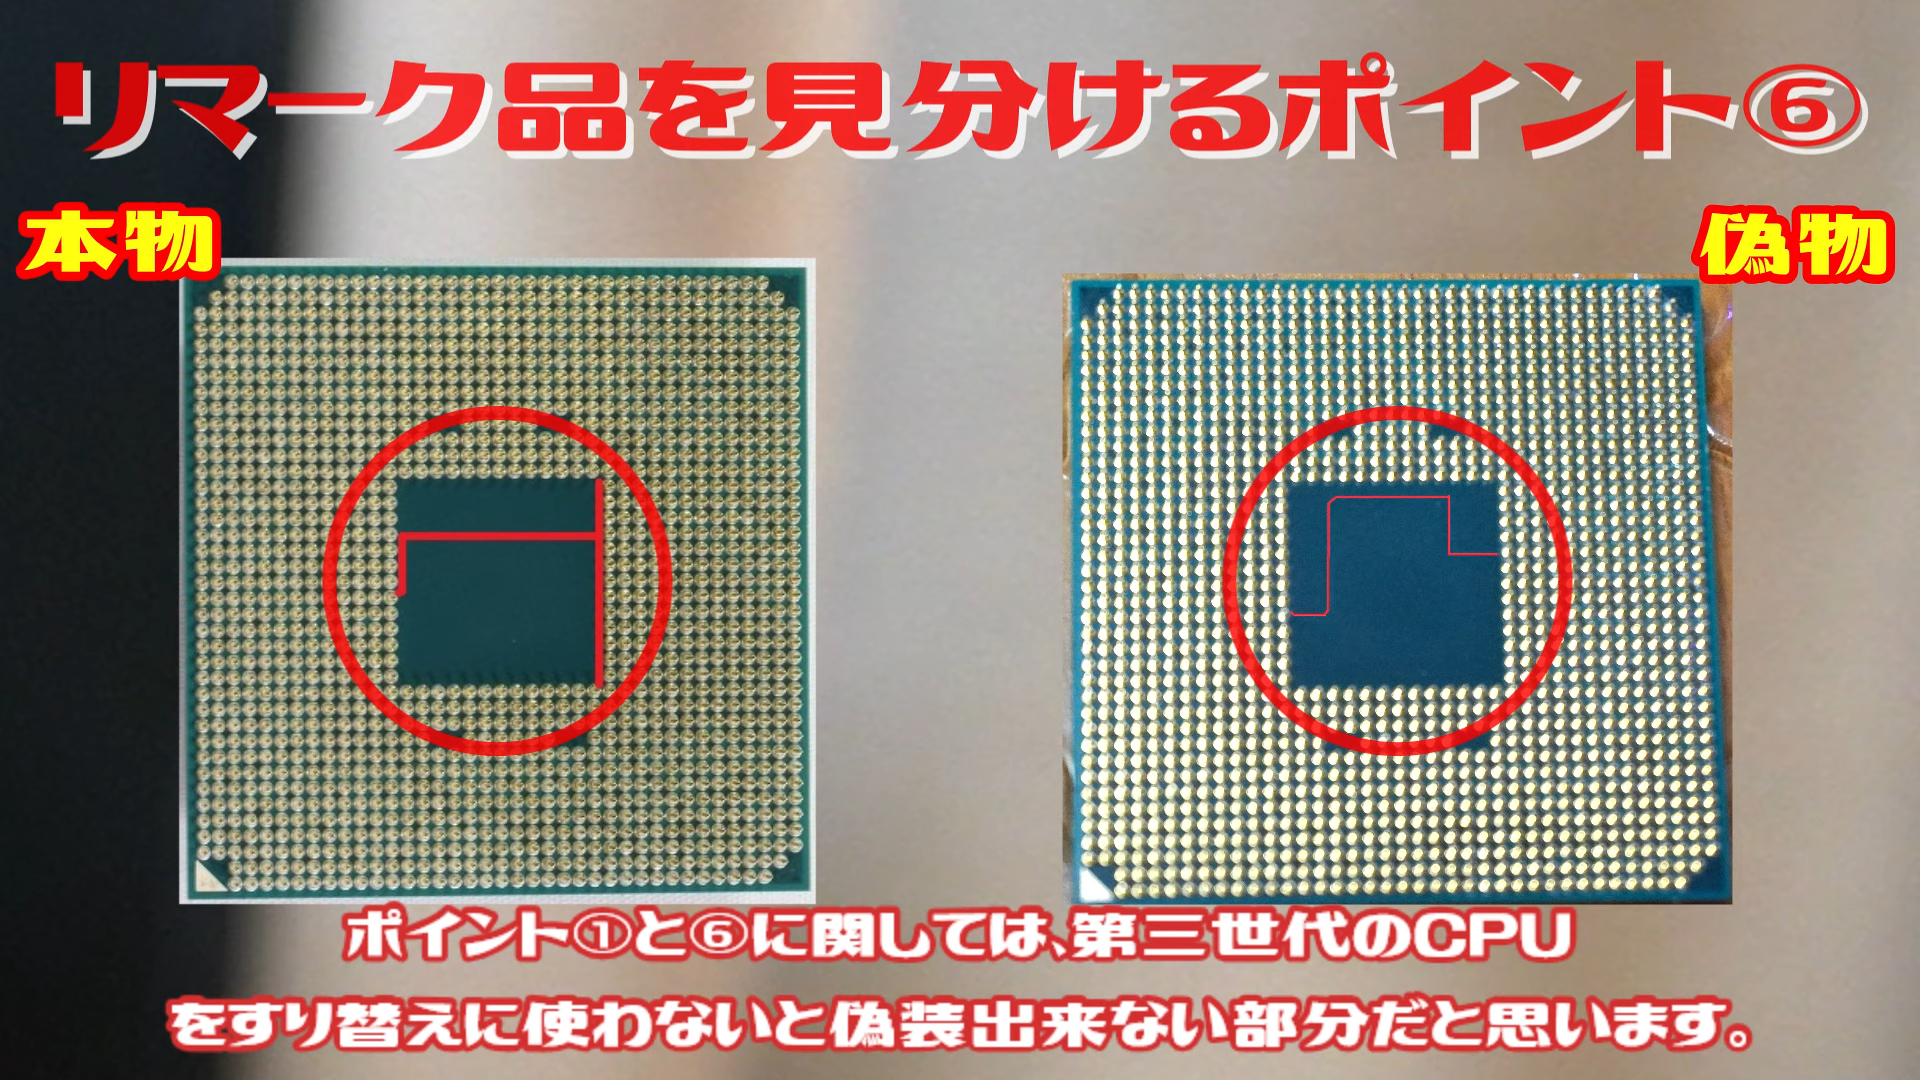 リマーク品を見分けるポイント⑥
本物
偽物
ポイント①と⑥に関しては、第三世代のCPU
をすり替えに使わないと偽装出来ない部分だと思います。